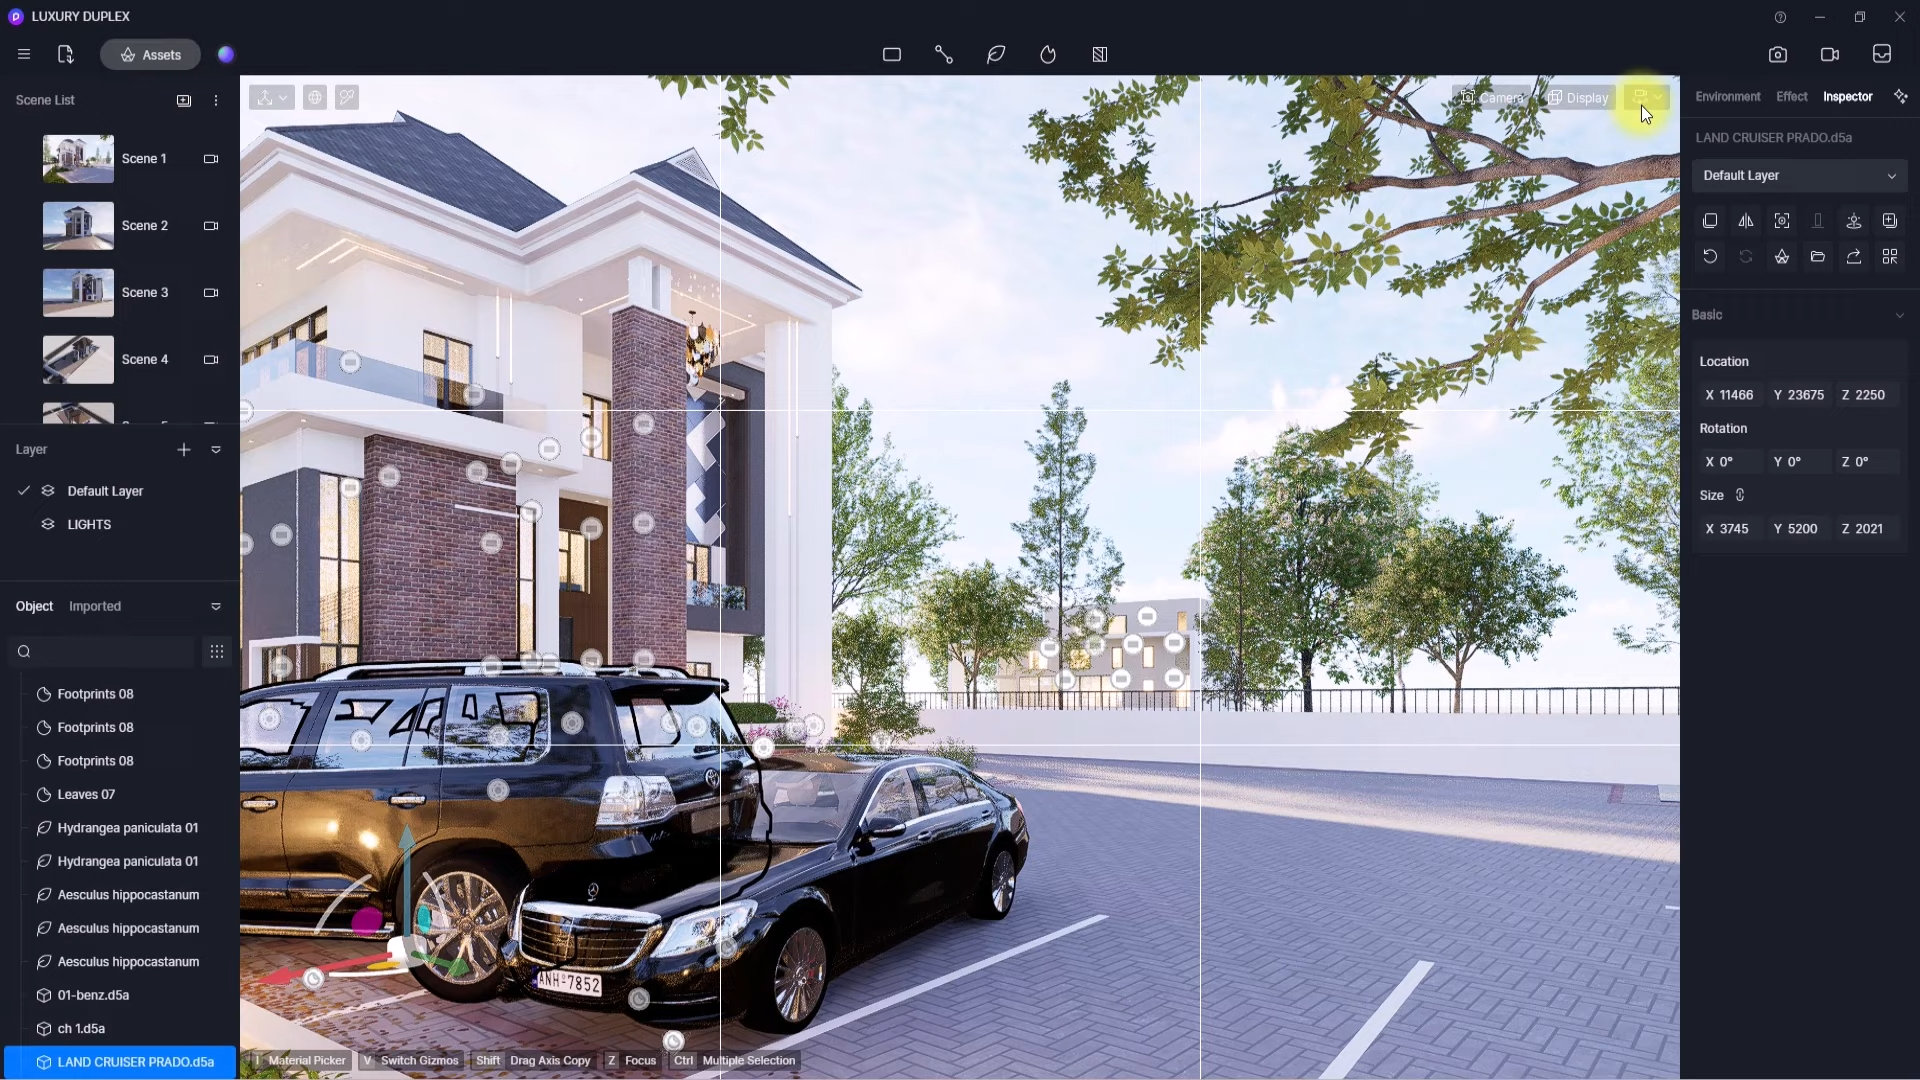 LUXURY DUPLEX
Assets
Scene List
Scene 1
Scene 2
Scene 3
Scene 4
Layer
Default Layer
LIGHTS
Object Imported
Footprints 08
Footprints 08
Footprints 08
Leaves 07
Hydrangea paniculata 01
Hydrangea paniculata 01
Aesculus hippocastanum
Aesculus hippocastanum
Aesculus hippocastanum
01-benz.d5a
ch 1.d5a
LAND CRUISER PRADO.d5a
Camera Display
ANH-7852
I Material Picker V Switch Gizmos Shift Drag Axis Copy Z Focus Ctrl Multiple Selection
Environment Effect Inspector
LAND CRUISER PRADO.d5a
Default Layer
Basic
Location
X 11466 Y 23675 Z 2250
Rotation
X 0° Y 0° Z 0°
Size
X 3745 Y 5200 Z 2021